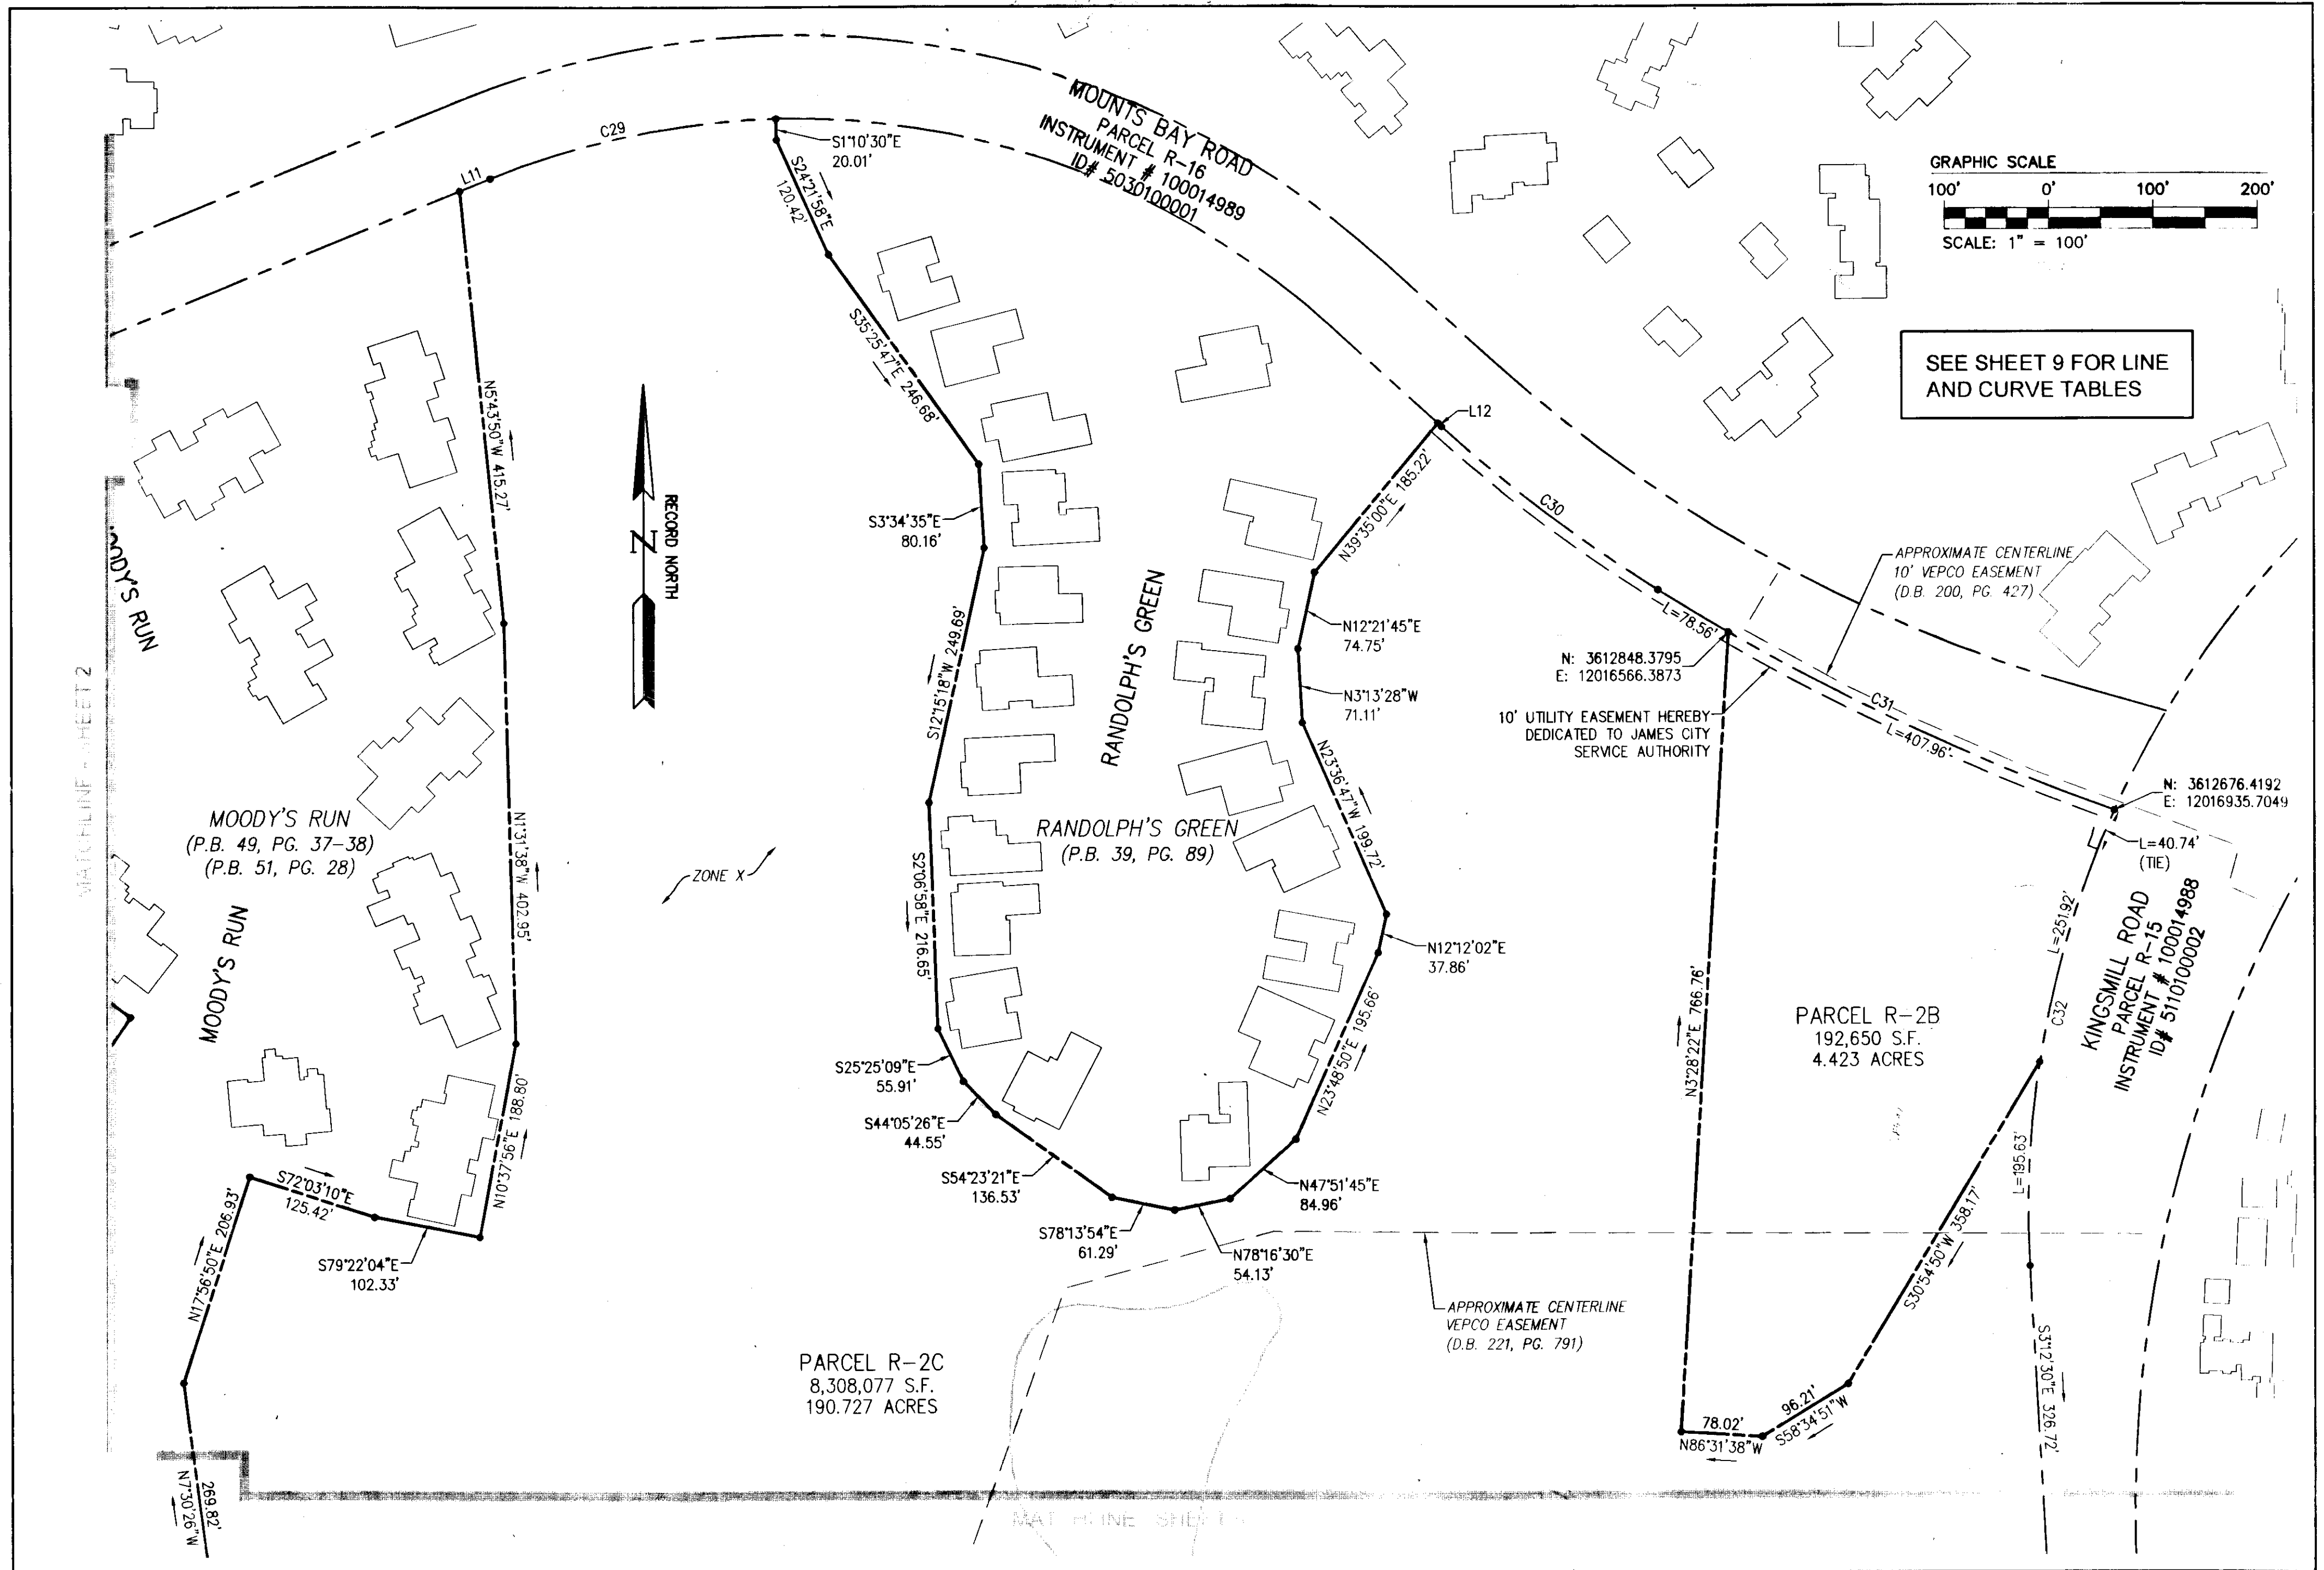 MOUNTS BAY ROAD
PARCEL R-16
INSTRUMENT # 100014989
ID# 5030100001
C29
L11
S1°10'30"E
20.01'
S24°21'58"E
120.42'
S35°25'47"E 246.68'
GRAPHIC SCALE
100' 0' 100' 200'
SCALE: 1" = 100'
SEE SHEET 9 FOR LINE
AND CURVE TABLES
L12
N5°43'50"W 415.27'
RECORD NORTH
N
S3°34'35"E
80.16'
N39°35'00"E 185.22'
C30
APPROXIMATE CENTERLINE
10' VEPCO EASEMENT
(D.B. 200, PG. 427)
MOODY'S RUN
RANDOLPH'S GREEN
S12°15'18"W 249.69'
N12°21'45"E
74.75'
L=78.56'
N: 3612848.3795
E: 12016566.3873
N3°13'28"W
71.11'
C31
L=407.96'
10' UTILITY EASEMENT HEREBY
DEDICATED TO JAMES CITY
SERVICE AUTHORITY
MATCHLINE - SHEET 2
N23°36'47"W 199.72'
N: 3612676.4192
E: 12016935.7049
MOODY'S RUN
(P.B. 49, PG. 37-38)
(P.B. 51, PG. 28)
N1°31'38"W 402.95'
RANDOLPH'S GREEN
(P.B. 39, PG. 89)
L=40.74'
(TIE)
ZONE X
S2°06'58"E 216.65'
N12°12'02"E
37.86'
L=251.92'
KINGSMILL ROAD
PARCEL R-15
INSTRUMENT # 100014988
ID# 5110100002
MOODY'S RUN
N3°28'22"E 766.76'
C32
PARCEL R-2B
192,650 S.F.
4.423 ACRES
S25°25'09"E
55.91'
N23°48'50"E 195.66'
S44°05'26"E
44.55'
N10°37'56"E 188.80'
S54°23'21"E
136.53'
N47°51'45"E
84.96'
S72°03'10"E
125.42'
L=195.63'
N17°56'50"E 206.93'
S79°22'04"E
102.33'
S78°13'54"E
61.29'
N78°16'30"E
54.13'
S30°54'50"W 358.17'
APPROXIMATE CENTERLINE
VEPCO EASEMENT
(D.B. 221, PG. 791)
PARCEL R-2C
8,308,077 S.F.
190.727 ACRES
S3°12'30"E 326.72'
96.21'
S58°34'51"W
78.02'
N86°31'38"W
269.82'
N7°30'26"W